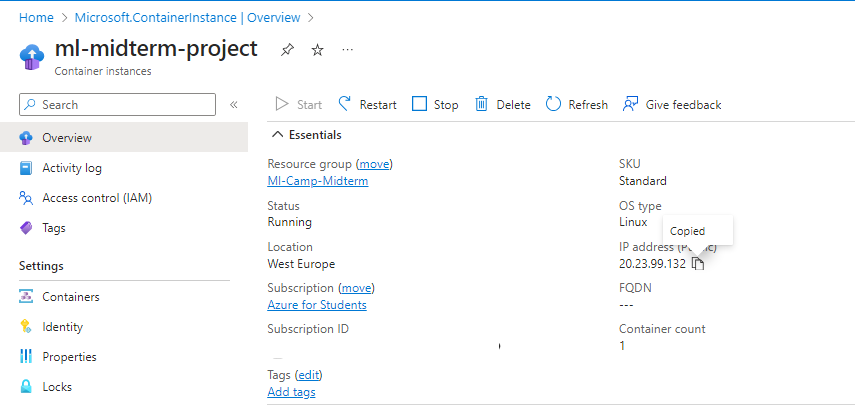 Home > Microsoft.ContainerInstance | Overview >
ml-midterm-project
Container instances
Search
Overview
Activity log
Access control (IAM)
Tags
Settings
Containers
Identity
Properties
Locks
Start Restart Stop Delete Refresh Give feedback
Essentials
Resource group (move)
Ml-Camp-Midterm
Status
Running
Location
West Europe
Subscription (move)
Azure for Students
Subscription ID
Tags (edit)
Add tags
SKU
Standard
OS type
Linux
Copied
IP address (Public)
20.23.99.132
FQDN
---
Container count
1